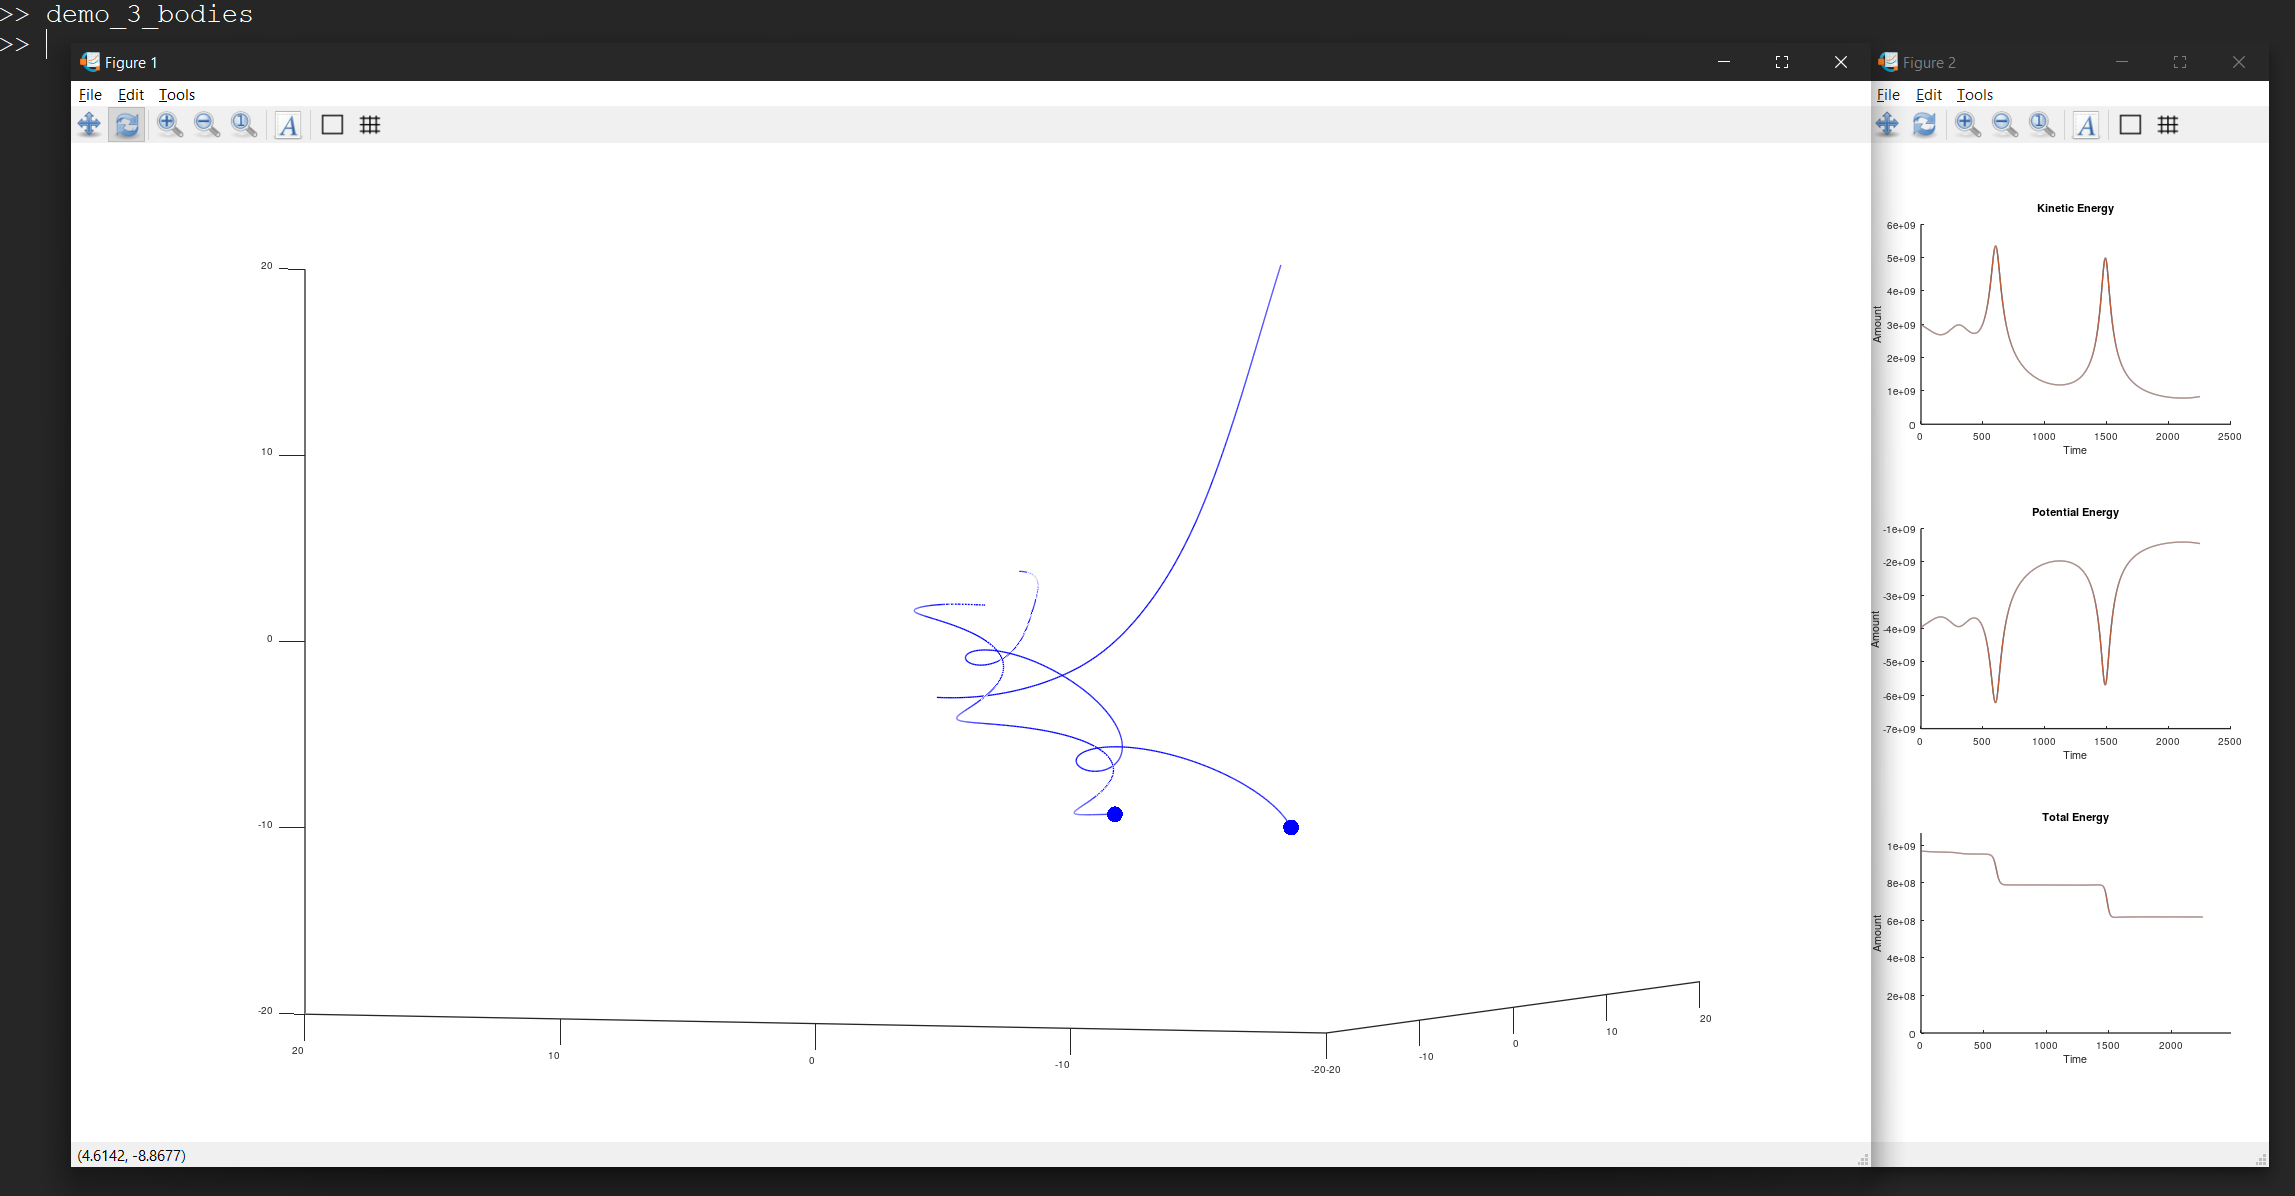 >> demo_3_bodies
>>
Figure 1
File Edit Tools
A
20
10
0
-10
-20
20
10
0
-10
-20-20
-10
0
10
20
(4.6142, -8.8677)
Figure 2
File Edit Tools
A
Kinetic Energy
6e+09
5e+09
4e+09
3e+09
2e+09
1e+09
0
Amount
0 500 1000 1500 2000 2500
Time
Potential Energy
-1e+09
-2e+09
-3e+09
-4e+09
-5e+09
-6e+09
-7e+09
Amount
0 500 1000 1500 2000 2500
Time
Total Energy
1e+09
8e+08
6e+08
4e+08
2e+08
0
Amount
0 500 1000 1500 2000
Time